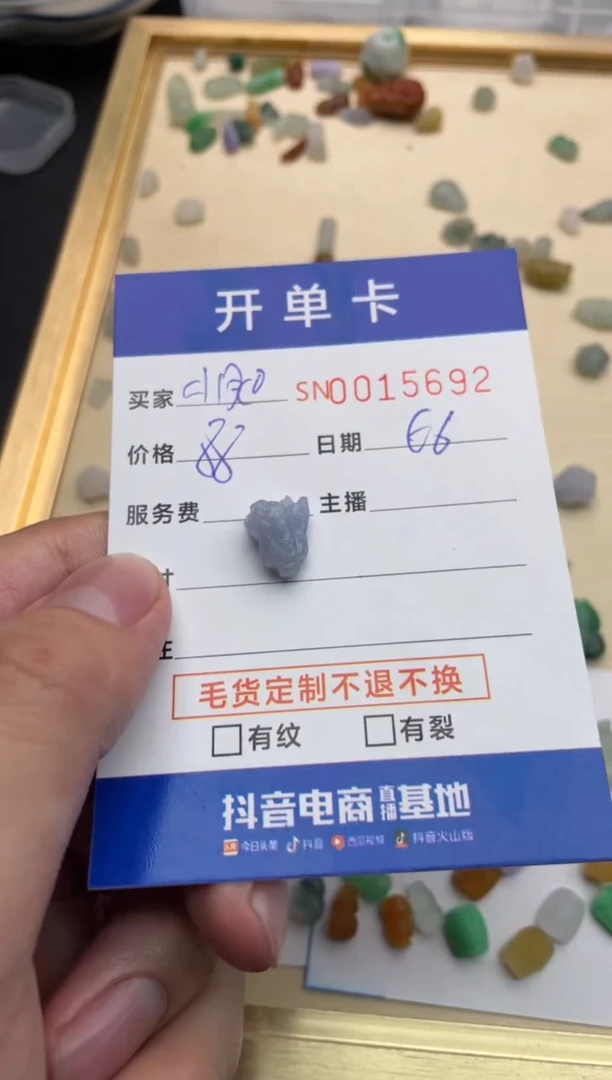 开单卡
买家 SN0015692
价格 88 日期 66
服务费 主播
毛货定制不退不换
有纹 有裂
抖音电商直播基地
今日头条 抖音 西瓜视频 抖音火山版